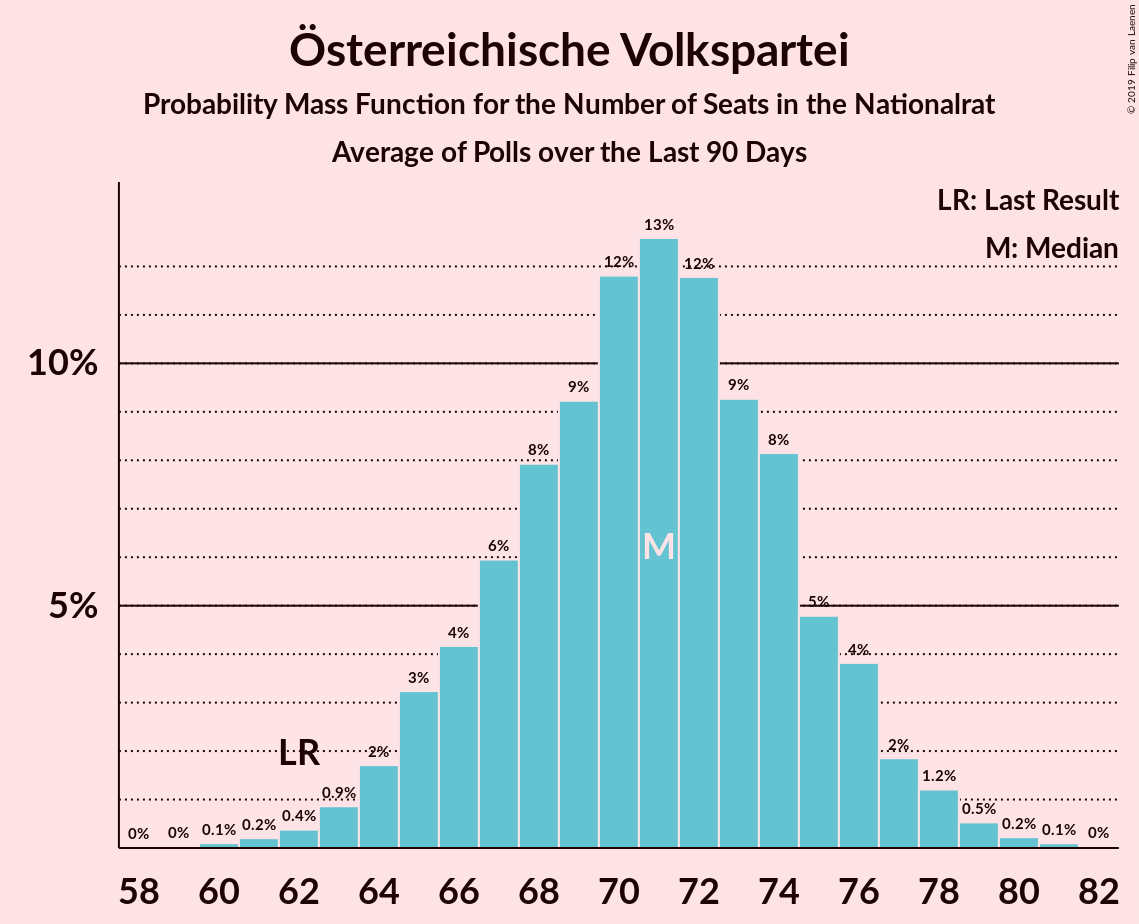 Österreichische Volkspartei
Probability Mass Function for the Number of Seats in the Nationalrat
Average of Polls over the Last 90 Days
© 2019 Filip van Laenen
LR: Last Result
M: Median
10%
5%
0% 0% 0.1% 0.2% 0.4% 0.9% 2% 3% 4% 6% 8% 9% 12% 13% 12% 9% 8% 5% 4% 2% 1.2% 0.5% 0.2% 0.1% 0%
LR
M
58 60 62 64 66 68 70 72 74 76 78 80 82